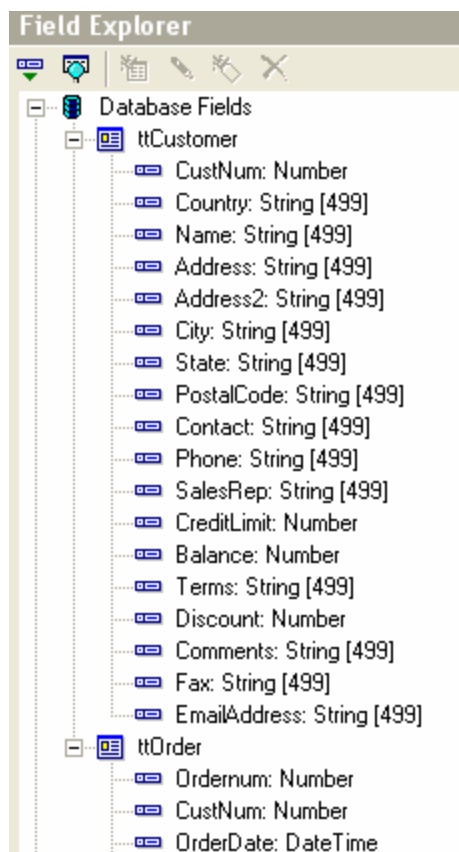 Field Explorer
Database Fields
ttCustomer
CustNum: Number
Country: String [499]
Name: String [499]
Address: String [499]
Address2: String [499]
City: String [499]
State: String [499]
PostalCode: String [499]
Contact: String [499]
Phone: String [499]
SalesRep: String [499]
CreditLimit: Number
Balance: Number
Terms: String [499]
Discount: Number
Comments: String [499]
Fax: String [499]
EmailAddress: String [499]
ttOrder
Ordernum: Number
CustNum: Number
OrderDate: DateTime